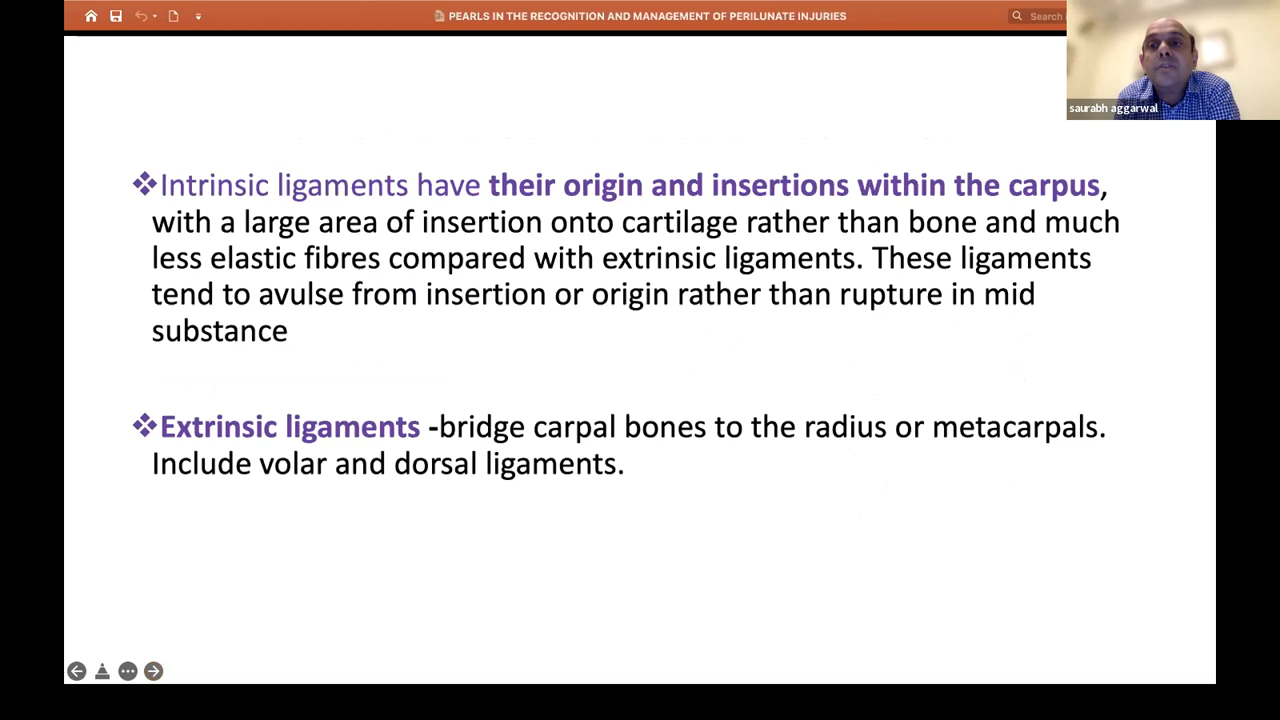 PEARLS IN THE RECOGNITION AND MANAGEMENT OF PERILUNATE INJURIES
Search
saurabh aggarwal
❖Intrinsic ligaments have their origin and insertions within the carpus,
with a large area of insertion onto cartilage rather than bone and much
less elastic fibres compared with extrinsic ligaments. These ligaments
tend to avulse from insertion or origin rather than rupture in mid
substance
❖Extrinsic ligaments -bridge carpal bones to the radius or metacarpals.
Include volar and dorsal ligaments.